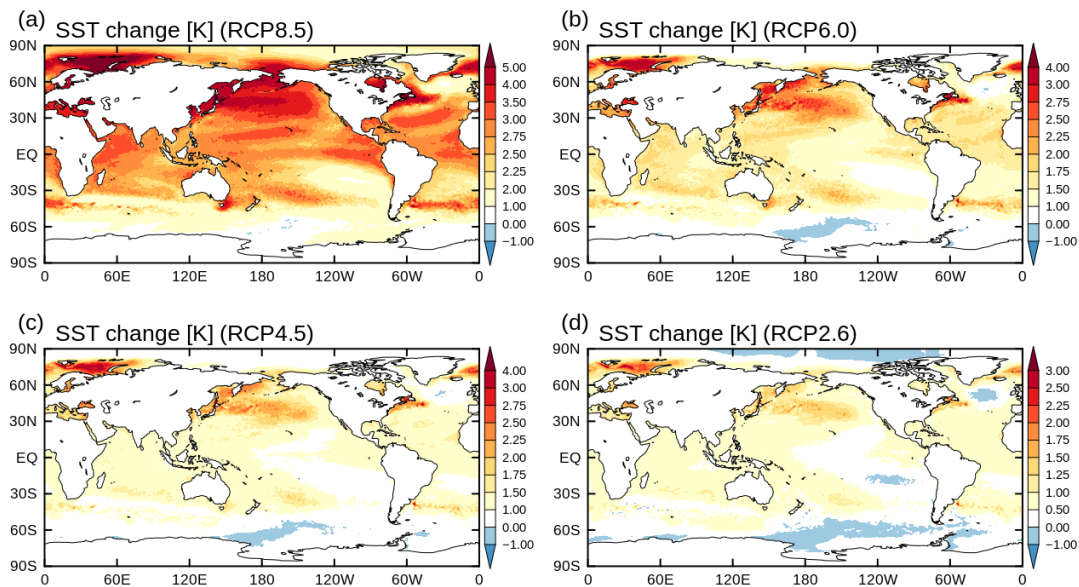 (a) SST change [K] (RCP8.5)
90N
60N
30N
EQ
30S
60S
90S
0 60E 120E 180 120W 60W 0
5.00
4.00
3.50
3.00
2.75
2.50
2.25
2.00
1.00
0.00
−1.00
(b) SST change [K] (RCP6.0)
90N
60N
30N
EQ
30S
60S
90S
0 60E 120E 180 120W 60W 0
4.00
3.00
2.75
2.50
2.25
2.00
1.75
1.50
1.00
0.00
−1.00
(c) SST change [K] (RCP4.5)
90N
60N
30N
EQ
30S
60S
90S
0 60E 120E 180 120W 60W 0
4.00
3.00
2.75
2.50
2.25
2.00
1.75
1.50
1.00
0.00
−1.00
(d) SST change [K] (RCP2.6)
90N
60N
30N
EQ
30S
60S
90S
0 60E 120E 180 120W 60W 0
3.00
2.50
2.25
2.00
1.75
1.50
1.25
1.00
0.50
0.00
−1.00